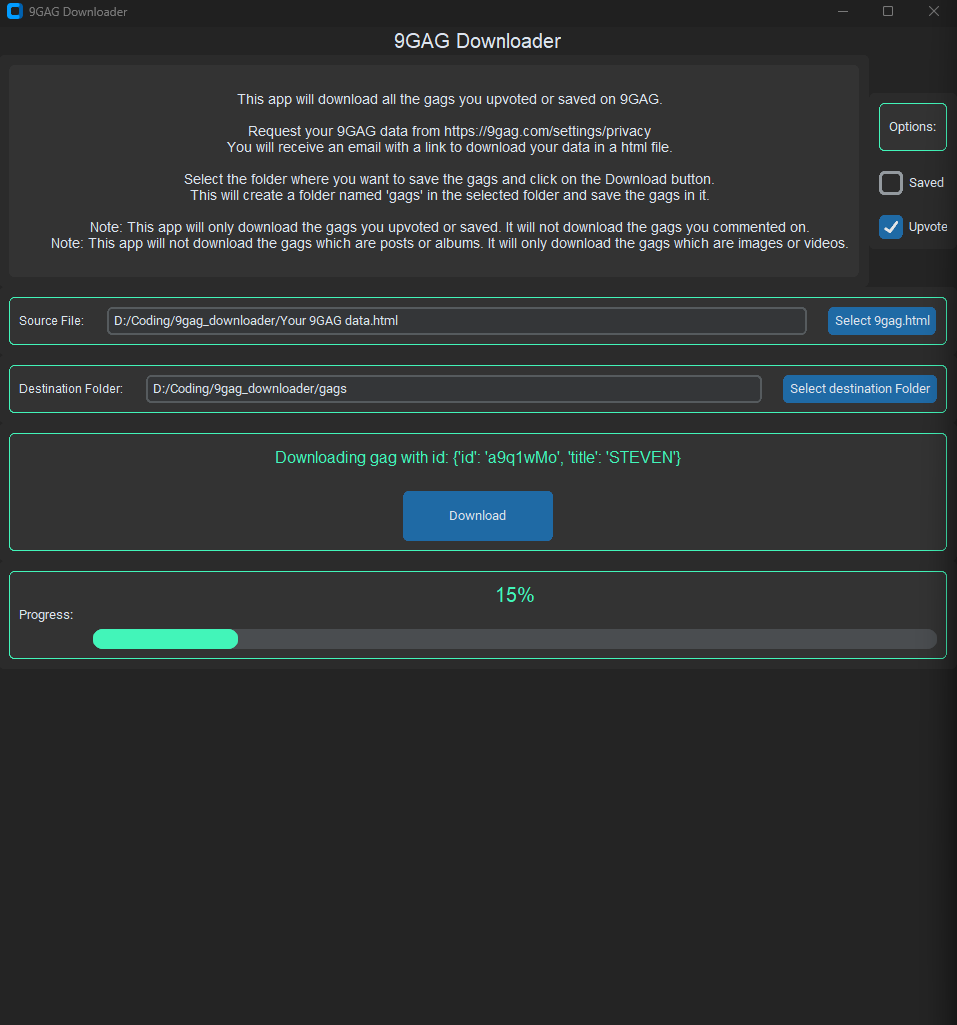 9GAG Downloader
9GAG Downloader
This app will download all the gags you upvoted or saved on 9GAG.
Request your 9GAG data from https://9gag.com/settings/privacy
You will receive an email with a link to download your data in a html file.
Select the folder where you want to save the gags and click on the Download button.
This will create a folder named 'gags' in the selected folder and save the gags in it.
Note: This app will only download the gags you upvoted or saved. It will not download the gags you commented on.
Note: This app will not download the gags which are posts or albums. It will only download the gags which are images or videos.
Options:
Saved
Upvote
Source File:
D:/Coding/9gag_downloader/Your 9GAG data.html
Select 9gag.html
Destination Folder:
D:/Coding/9gag_downloader/gags
Select destination Folder
Downloading gag with id: {'id': 'a9q1wMo', 'title': 'STEVEN'}
Download
15%
Progress: